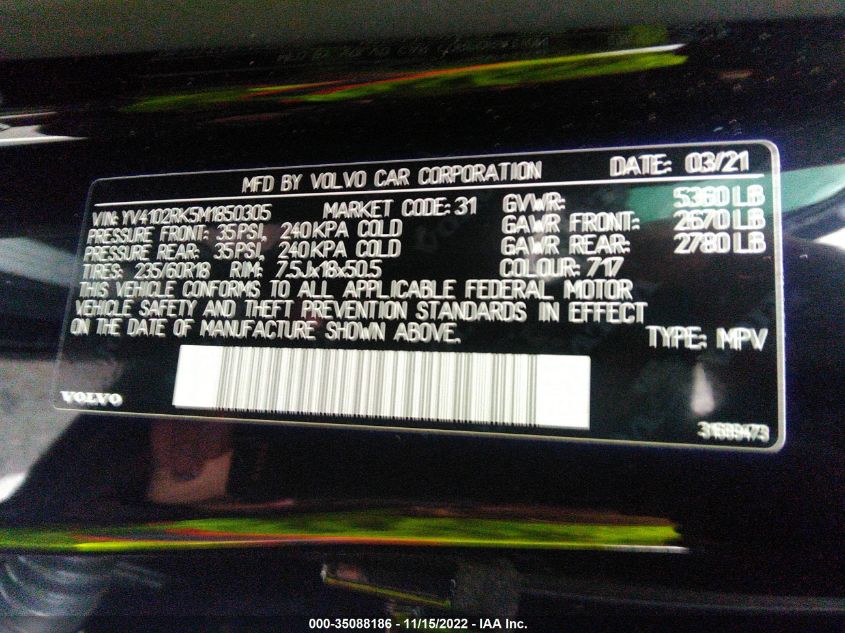 MFD BY VOLVO CAR CORPORATION DATE: 03/21
VIN: YV4102RK5M1850305 MARKET CODE: 31 GVWR: 5360 LB
PRESSURE FRONT: 35 PSI, 240 KPA COLD GAWR FRONT: 2670 LB
PRESSURE REAR: 35 PSI, 240 KPA COLD GAWR REAR: 2780 LB
TIRES: 235/60R18 RIM: 7.5Jx18x50.5 COLOUR: 717
THIS VEHICLE CONFORMS TO ALL APPLICABLE FEDERAL MOTOR
VEHICLE SAFETY AND THEFT PREVENTION STANDARDS IN EFFECT
ON THE DATE OF MANUFACTURE SHOWN ABOVE. TYPE: MPV
VOLVO
31689473
000-35088186 - 11/15/2022 - IAA Inc.